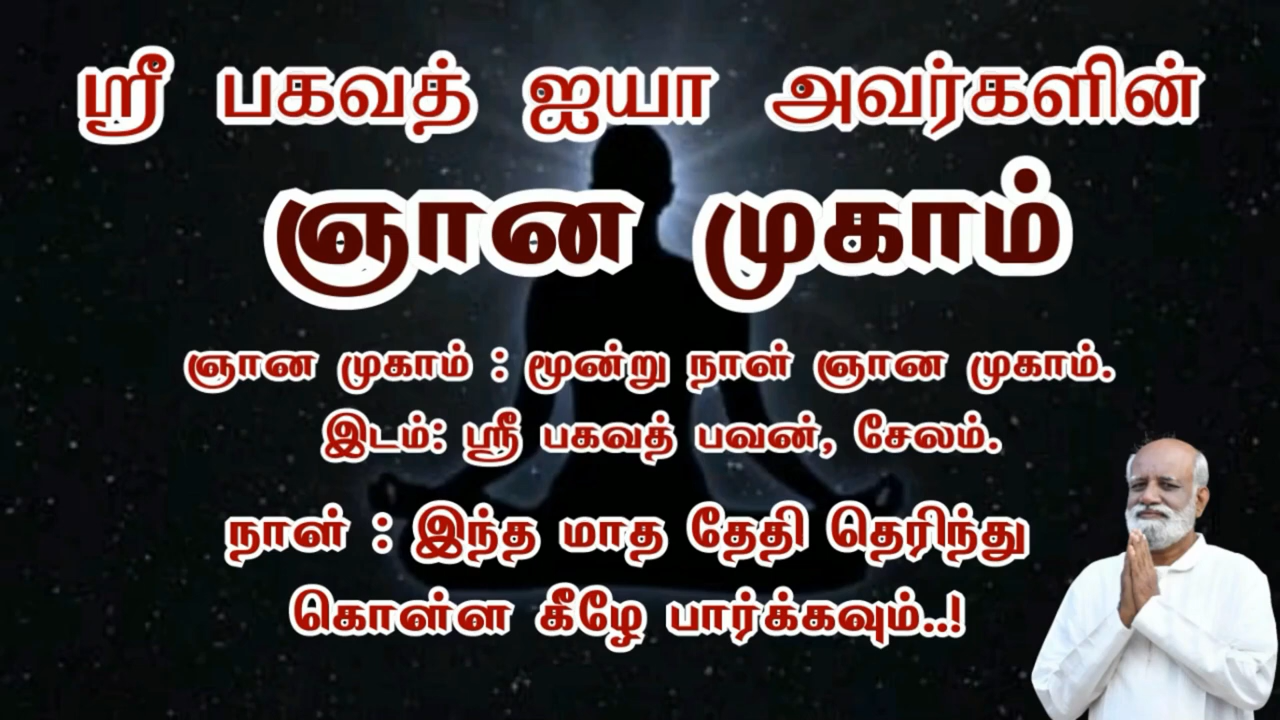 ஸ்ரீ பகவத் ஐயா அவர்களின்
ஞான முகாம்
ஞான முகாம் : மூன்று நாள் ஞான முகாம்.
இடம்: ஸ்ரீ பகவத் பவன், சேலம்.
நாள் : இந்த மாத தேதி தெரிந்து
கொள்ள கீழே பார்க்கவும்..!